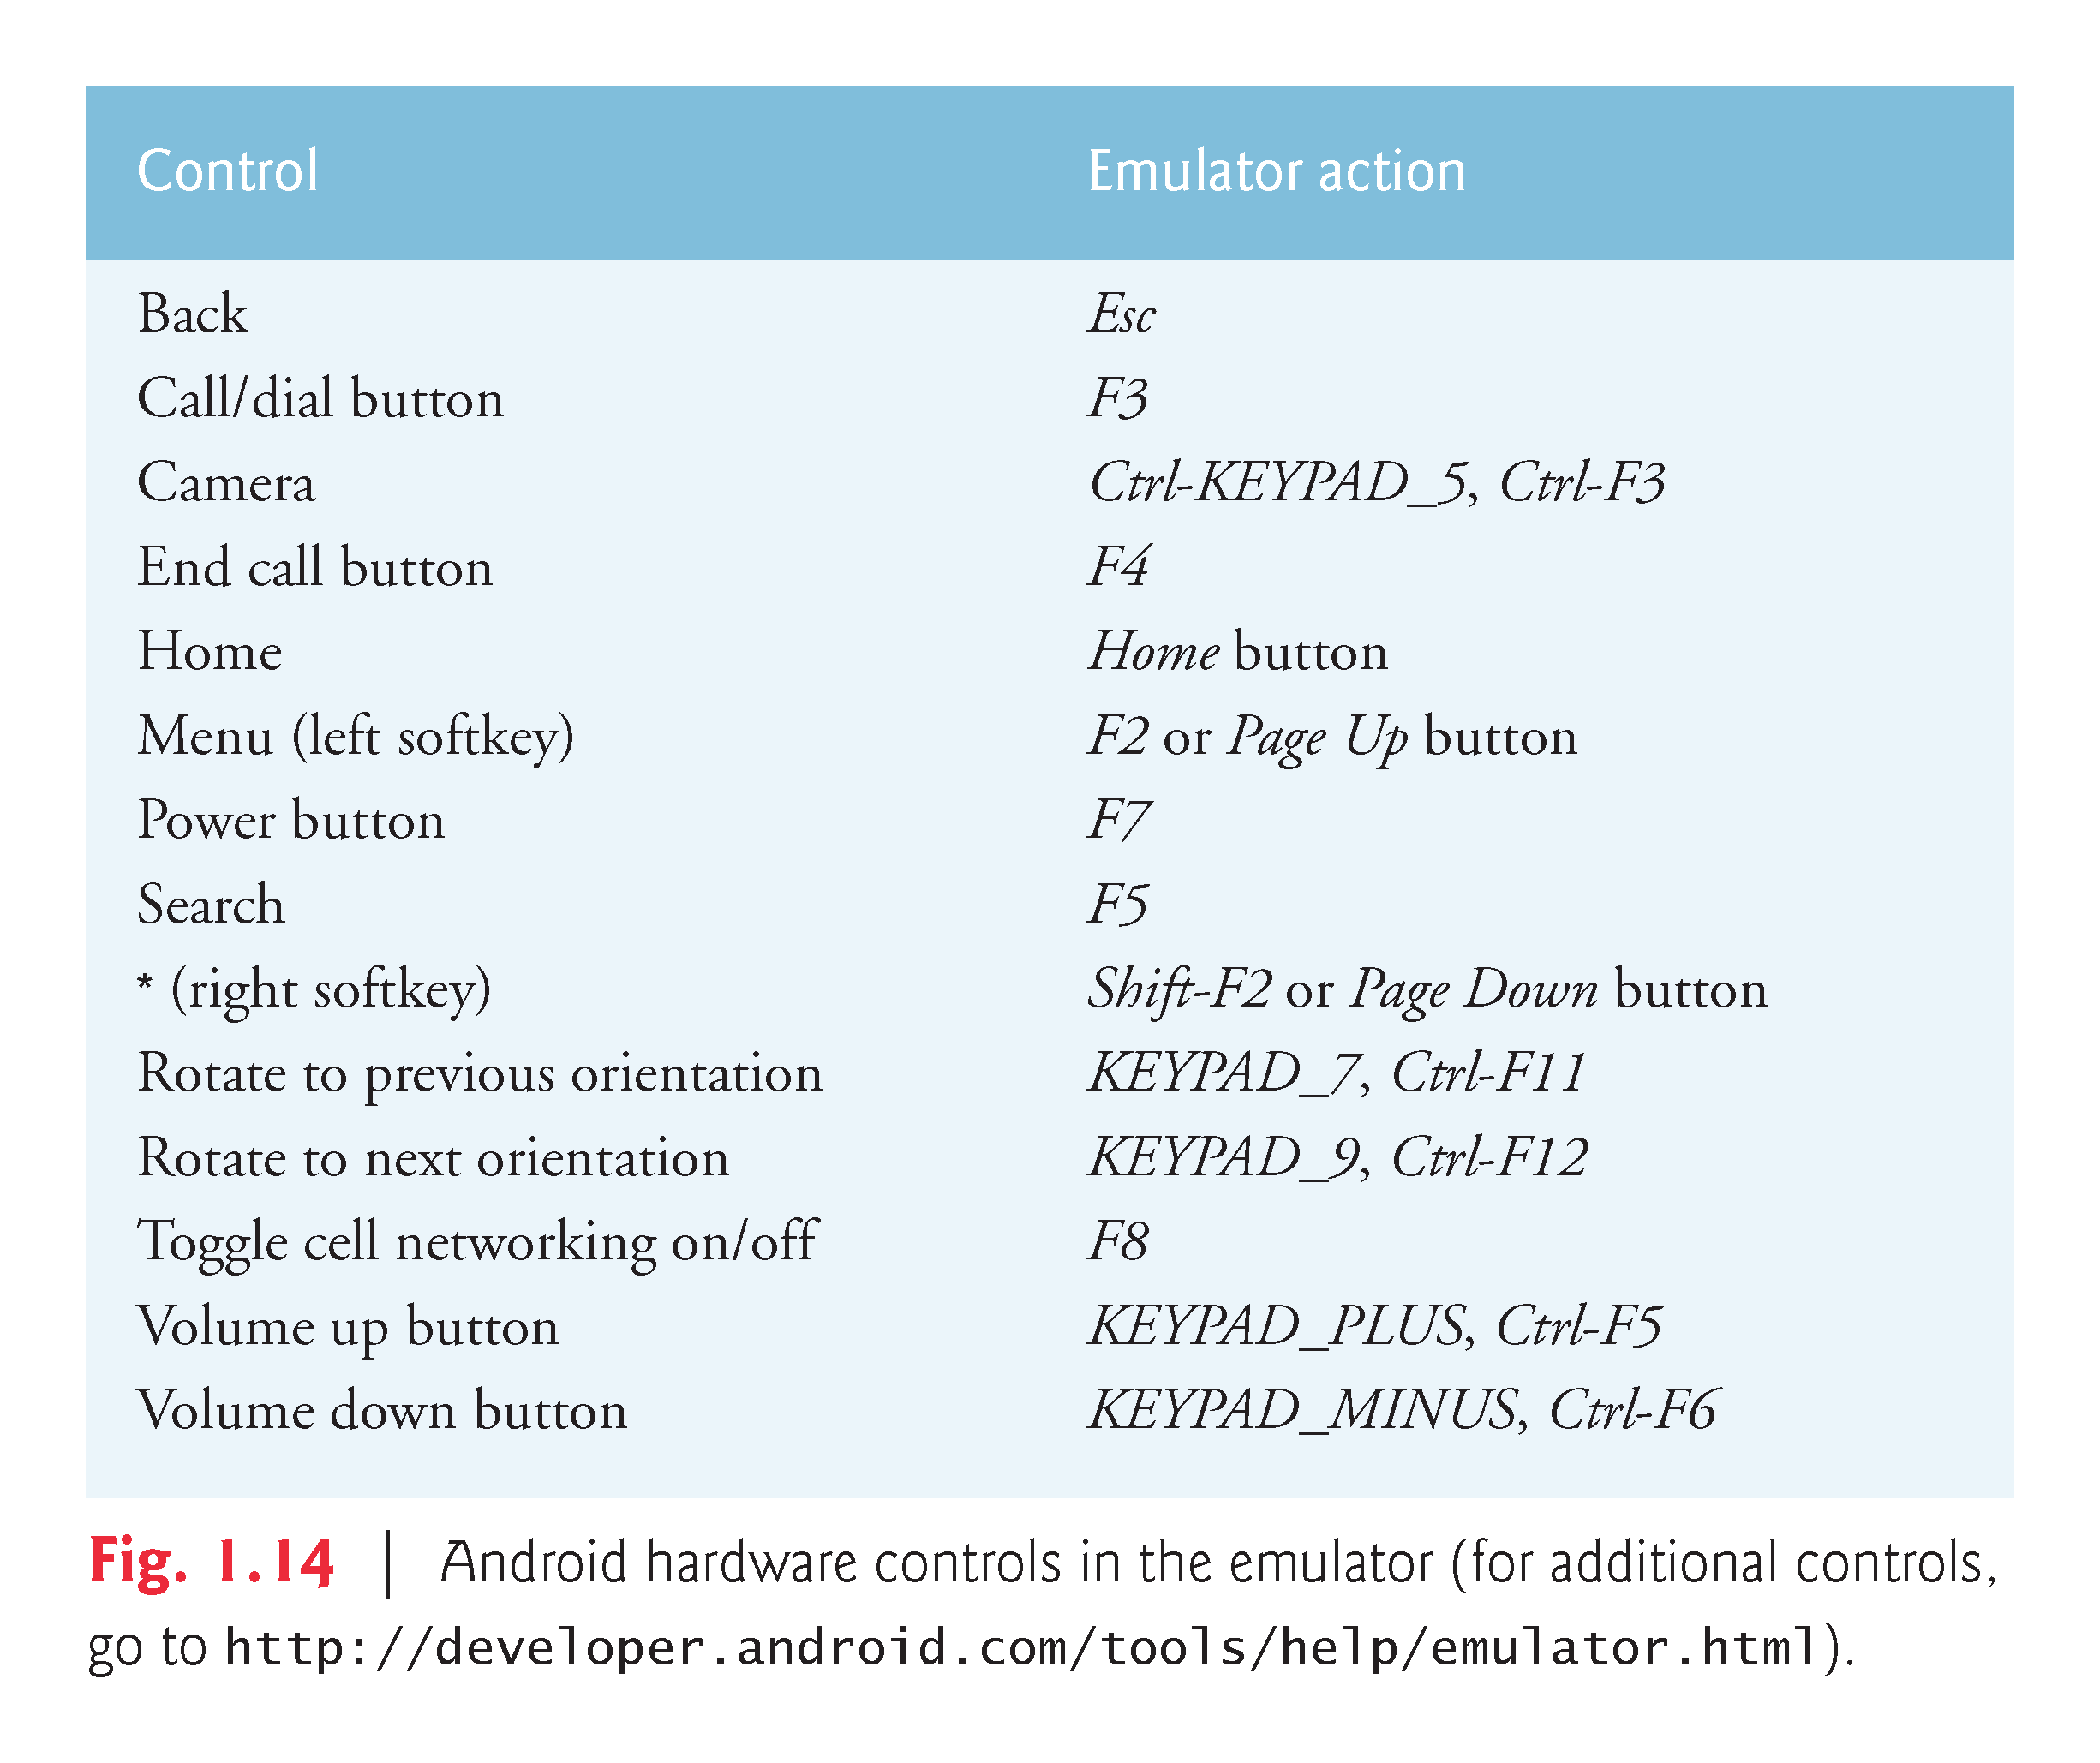 Control Emulator action
Back Esc
Call/dial button F3
Camera Ctrl-KEYPAD_5, Ctrl-F3
End call button F4
Home Home button
Menu (left softkey) F2 or Page Up button
Power button F7
Search F5
* (right softkey) Shift-F2 or Page Down button
Rotate to previous orientation KEYPAD_7, Ctrl-F11
Rotate to next orientation KEYPAD_9, Ctrl-F12
Toggle cell networking on/off F8
Volume up button KEYPAD_PLUS, Ctrl-F5
Volume down button KEYPAD_MINUS, Ctrl-F6
Fig. 1.14 | Android hardware controls in the emulator (for additional controls,
go to http://developer.android.com/tools/help/emulator.html).